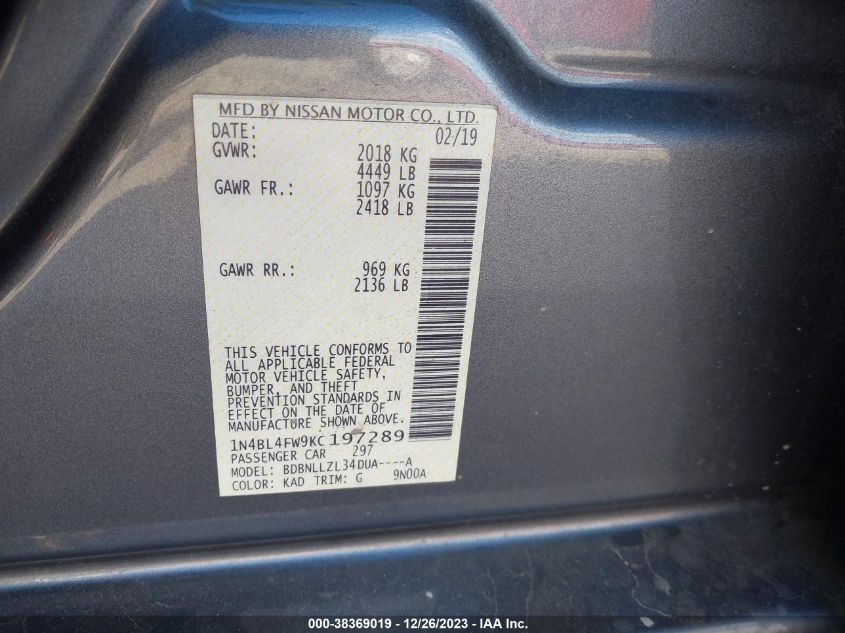 MFD BY NISSAN MOTOR CO., LTD.
DATE: 02/19
GVWR: 2018 KG
4449 LB
GAWR FR.: 1097 KG
2418 LB
GAWR RR.: 969 KG
2136 LB
THIS VEHICLE CONFORMS TO
ALL APPLICABLE FEDERAL
MOTOR VEHICLE SAFETY,
BUMPER, AND THEFT
PREVENTION STANDARDS IN
EFFECT ON THE DATE OF
MANUFACTURE SHOWN ABOVE.
1N4BL4FW9KC197289
PASSENGER CAR 297
MODEL: BDBNLLZL34DUA----A
COLOR: KAD TRIM: G 9N00A
000-38369019 - 12/26/2023 - IAA Inc.